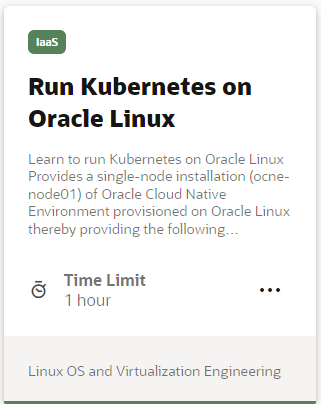 IaaS
Run Kubernetes on
Oracle Linux
Learn to run Kubernetes on Oracle Linux
Provides a single-node installation (ocne-
node01) of Oracle Cloud Native
Environment provisioned on Oracle Linux
thereby providing the following...
Time Limit
1 hour
Linux OS and Virtualization Engineering